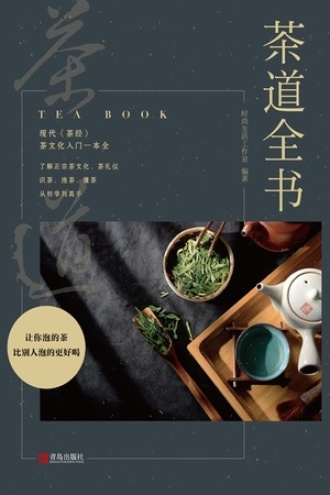 茶道
茶道全书
时尚生活工作室 编著
TEA BOOK
现代《茶经》
茶文化入门一本全
了解正宗茶文化、茶礼仪
识茶、泡茶、懂茶
从初学到高手
让你泡的茶
比别人泡的更好喝
青岛出版社